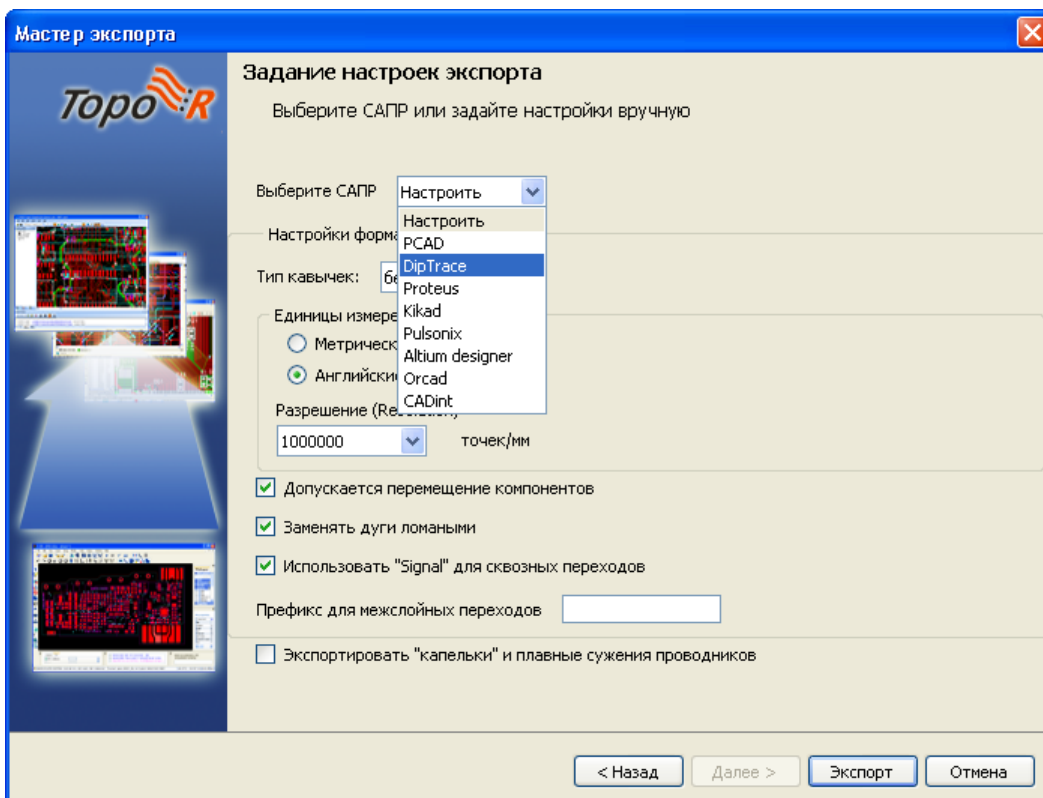 Мастер экспорта
TopoR
Задание настроек экспорта
Выберите САПР или задайте настройки вручную
Выберите САПР
Настроить
Настроить
PCAD
DipTrace
Proteus
Kikad
Pulsonix
Altium designer
Orcad
CADint
Настройки форма
Тип кавычек:
Единицы измере
Метрическ
Английски
Разрешение (Resolution)
1000000
точек/мм
Допускается перемещение компонентов
Заменять дуги ломаными
Использовать "Signal" для сквозных переходов
Префикс для межслойных переходов
Экспортировать "капельки" и плавные сужения проводников
< Назад
Далее >
Экспорт
Отмена